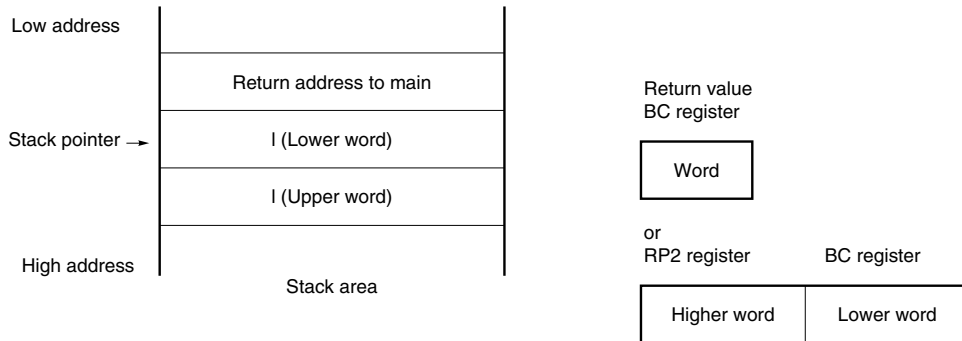 Low address
Return address to main
Stack pointer →
l (Lower word)
l (Upper word)
High address
Stack area
Return value
BC register
Word
or
RP2 register
BC register
Higher word
Lower word